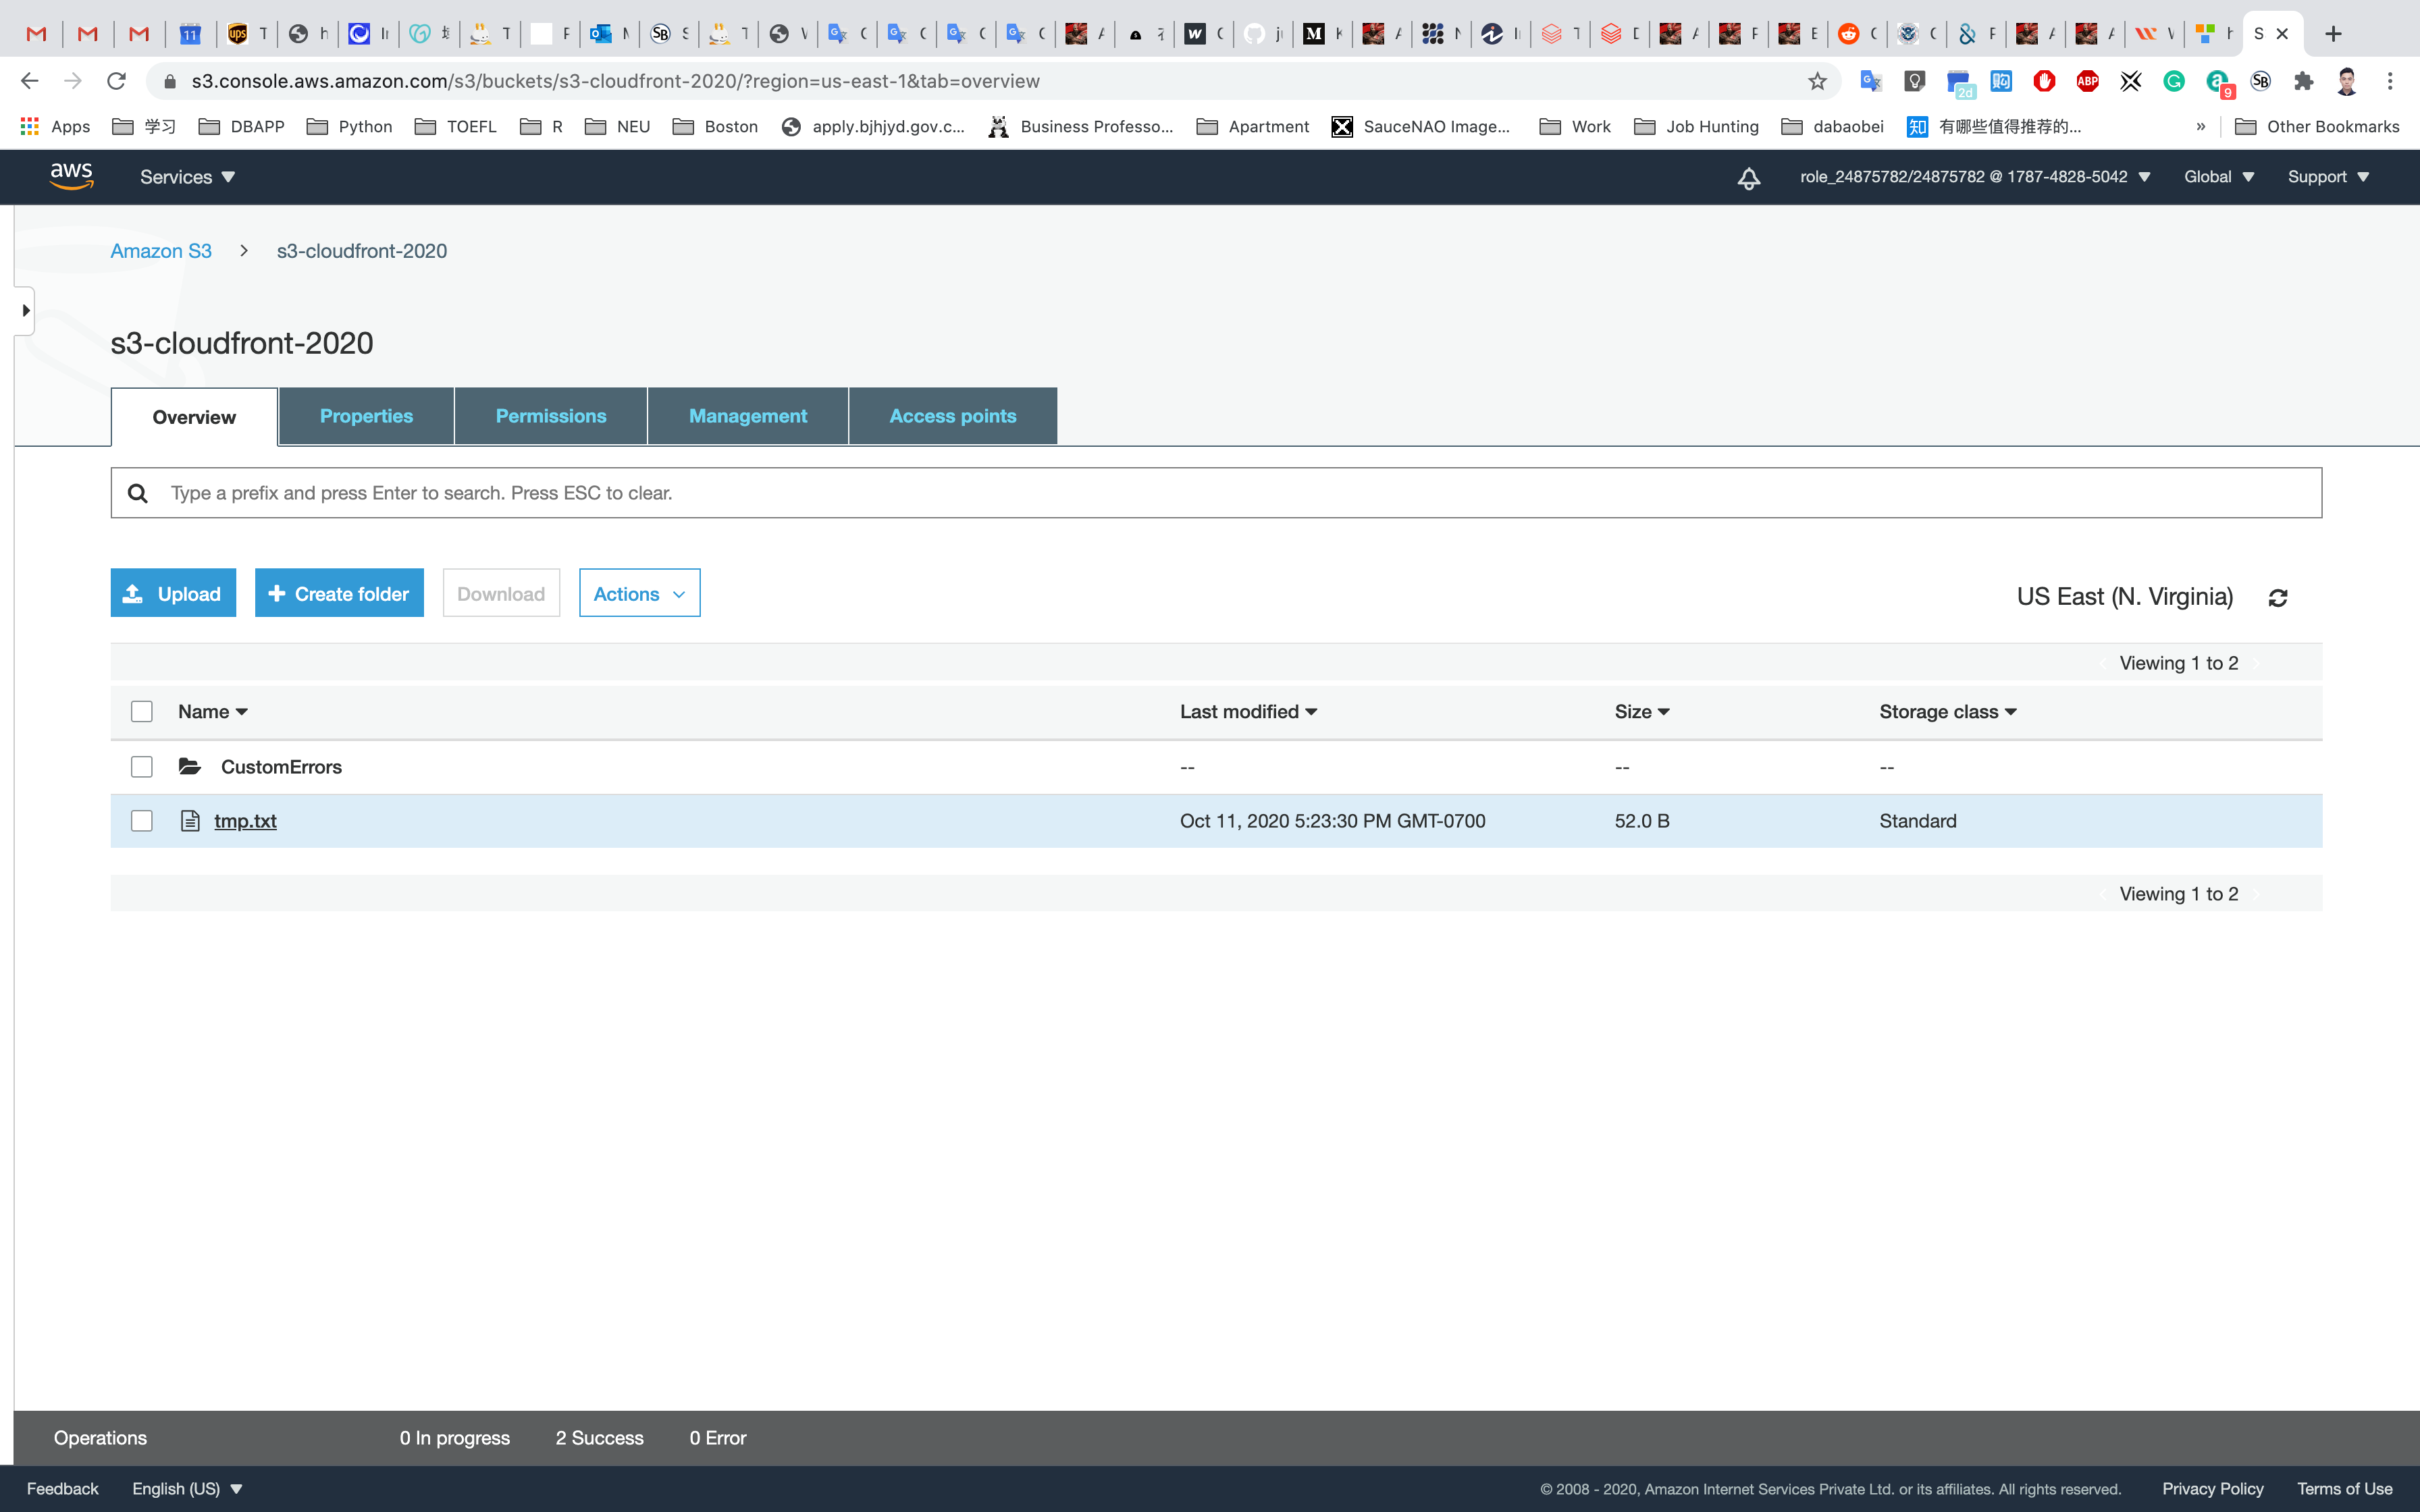 s3.console.aws.amazon.com/s3/buckets/s3-cloudfront-2020/?region=us-east-1&tab=overview
Apps 学习 DBAPP Python TOEFL R NEU Boston apply.bjhjyd.gov.c... Business Professo... Apartment SauceNAO Image... Work Job Hunting dabaobei 有哪些值得推荐的... » Other Bookmarks
aws Services role_24875782/24875782 @ 1787-4828-5042 Global Support
Amazon S3 > s3-cloudfront-2020
s3-cloudfront-2020
Overview Properties Permissions Management Access points
Type a prefix and press Enter to search. Press ESC to clear.
Upload Create folder Download Actions US East (N. Virginia)
Viewing 1 to 2
Name Last modified Size Storage class
CustomErrors -- -- --
tmp.txt Oct 11, 2020 5:23:30 PM GMT-0700 52.0 B Standard
Viewing 1 to 2
Operations 0 In progress 2 Success 0 Error
Feedback English (US) © 2008 - 2020, Amazon Internet Services Private Ltd. or its affiliates. All rights reserved. Privacy Policy Terms of Use